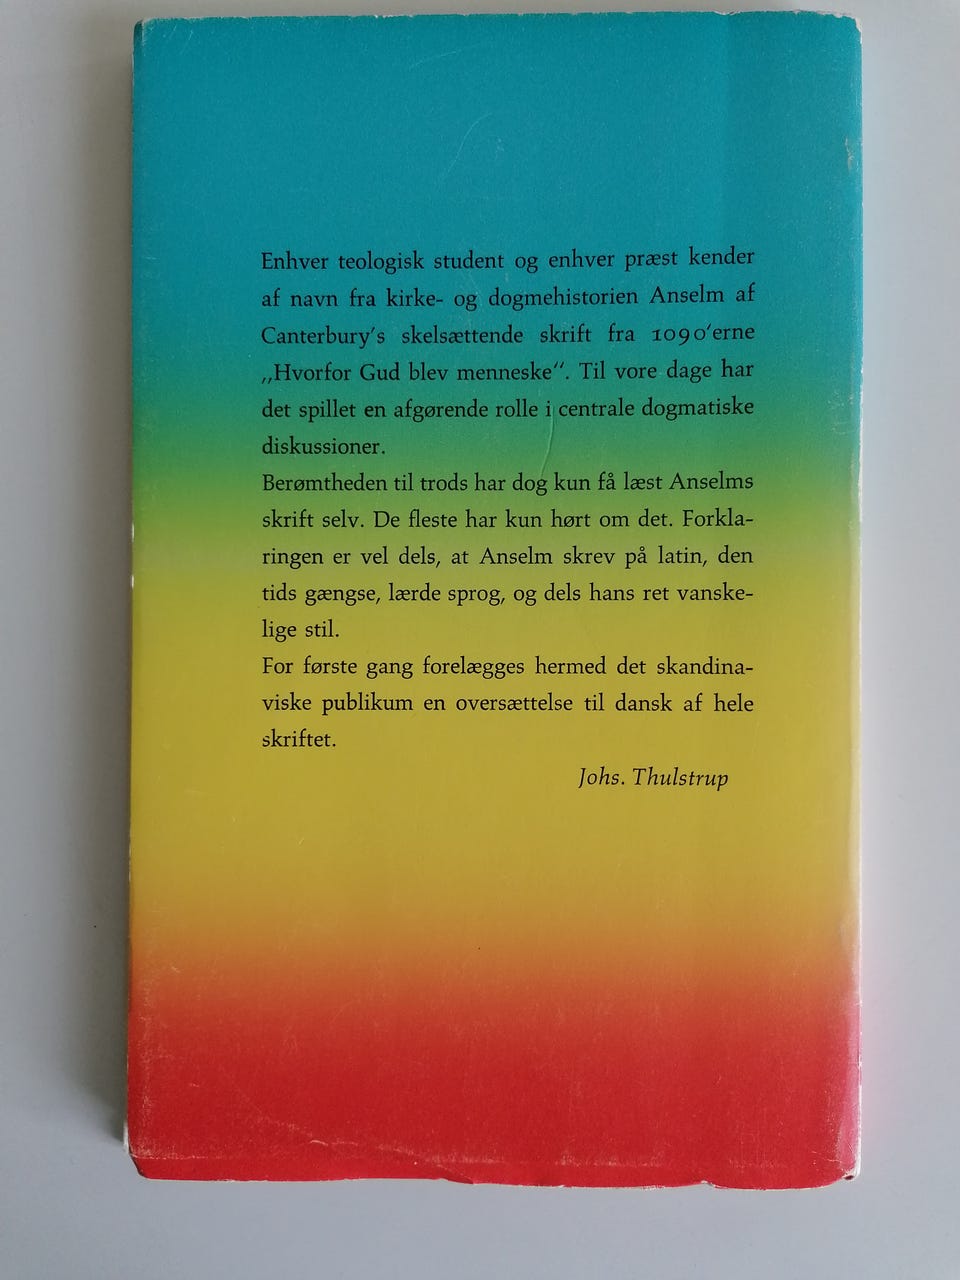 Enhver teologisk student og enhver præst kender
af navn fra kirke- og dogmehistorien Anselm af
Canterbury's skelsættende skrift fra 1090'erne
„Hvorfor Gud blev menneske“. Til vore dage har
det spillet en afgørende rolle i centrale dogmatiske
diskussioner.
Berømtheden til trods har dog kun få læst Anselms
skrift selv. De fleste har kun hørt om det. Forkla-
ringen er vel dels, at Anselm skrev på latin, den
tids gængse, lærde sprog, og dels hans ret vanske-
lige stil.
For første gang forelægges hermed det skandina-
viske publikum en oversættelse til dansk af hele
skriftet.
Johs. Thulstrup